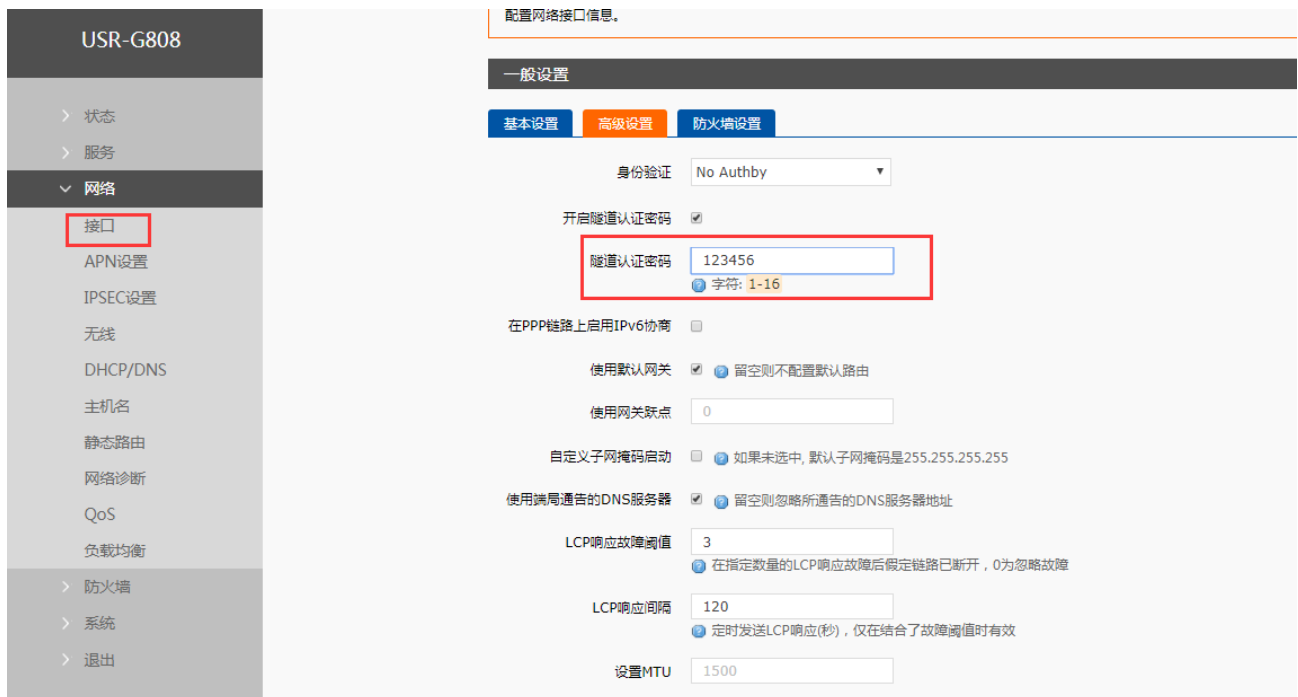 USR-G808
状态
服务
网络
接口
APN设置
IPSEC设置
无线
DHCP/DNS
主机名
静态路由
网络诊断
QoS
负载均衡
防火墙
系统
退出
配置网络接口信息。
一般设置
基本设置 高级设置 防火墙设置
身份验证 No Authby
开启隧道认证密码
隧道认证密码 123456
字符: 1-16
在PPP链路上启用IPv6协商
使用默认网关 留空则不配置默认路由
使用网关跃点 0
自定义子网掩码启动 如果未选中, 默认子网掩码是255.255.255.255
使用端局通告的DNS服务器 留空则忽略所通告的DNS服务器地址
LCP响应故障阈值 3
在指定数量的LCP响应故障后假定链路已断开，0为忽略故障
LCP响应间隔 120
定时发送LCP响应(秒)，仅在结合了故障阈值时有效
设置MTU 1500